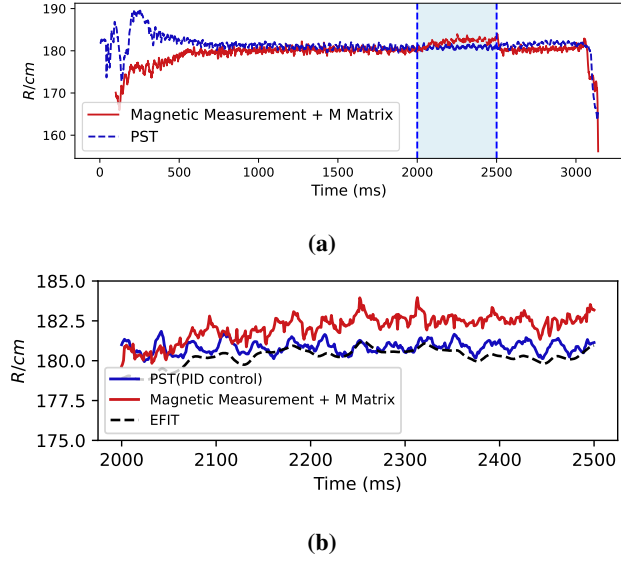 190
180
170
160
R/cm
Magnetic Measurement + M Matrix
PST
0 500 1000 1500 2000 2500 3000
Time (ms)
(a)
185.0
182.5
180.0
177.5
175.0
R/cm
PST(PID control)
Magnetic Measurement + M Matrix
EFIT
2000 2100 2200 2300 2400 2500
Time (ms)
(b)